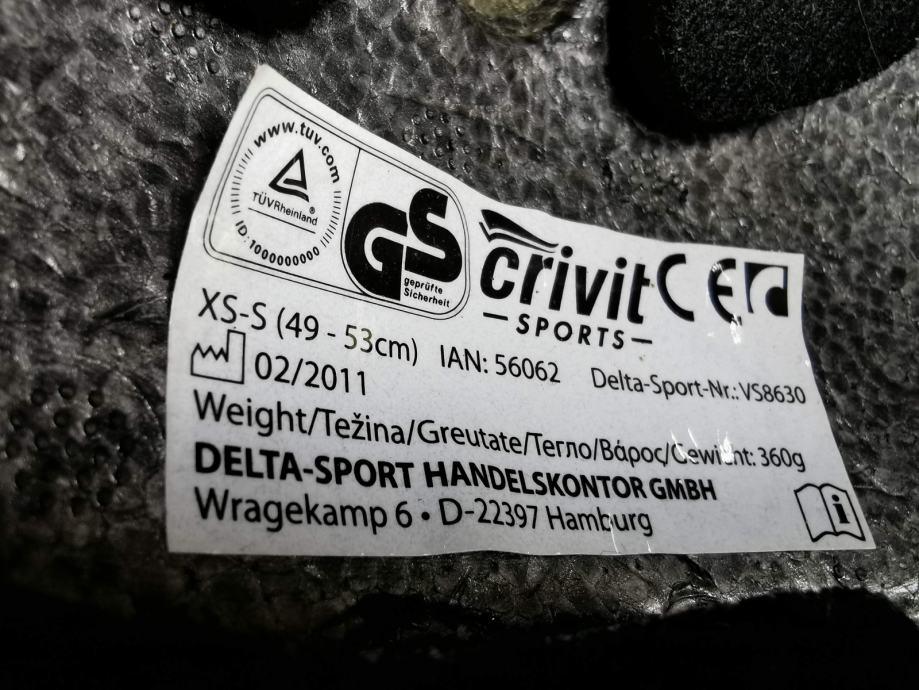 www.tuv.com
TÜVRheinland®
ID: 1000000000
GS
geprüfte
Sicherheit
crivit
SPORTS
CE
XS-S (49 - 53cm)
IAN: 56062
Delta-Sport-Nr.: VS8630
02/2011
Weight/Težina/Greutate/Тегло/Βάρος/Gewicht: 360g
DELTA-SPORT HANDELSKONTOR GMBH
Wragekamp 6 • D-22397 Hamburg
i